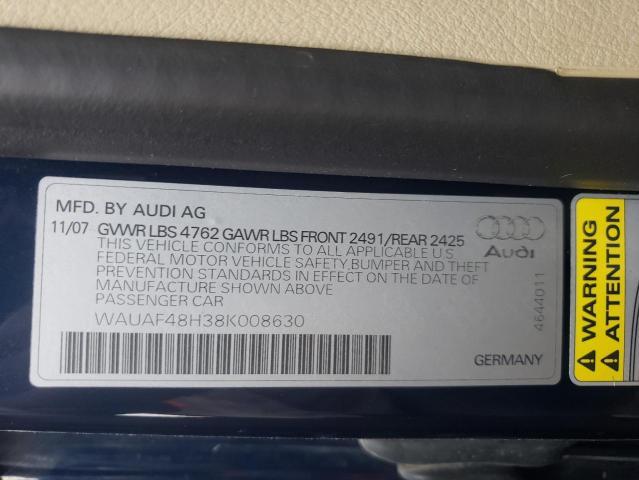 MFD. BY AUDI AG
11/07 GVWR LBS 4762 GAWR LBS FRONT 2491/REAR 2425
THIS VEHICLE CONFORMS TO ALL APPLICABLE U.S.
FEDERAL MOTOR VEHICLE SAFETY,BUMPER AND THEFT
PREVENTION STANDARDS IN EFFECT ON THE DATE OF
MANUFACTURE SHOWN ABOVE
PASSENGER CAR
WAUAF48H38K008630
Audi
4644011
GERMANY
WARNING
ATTENTION